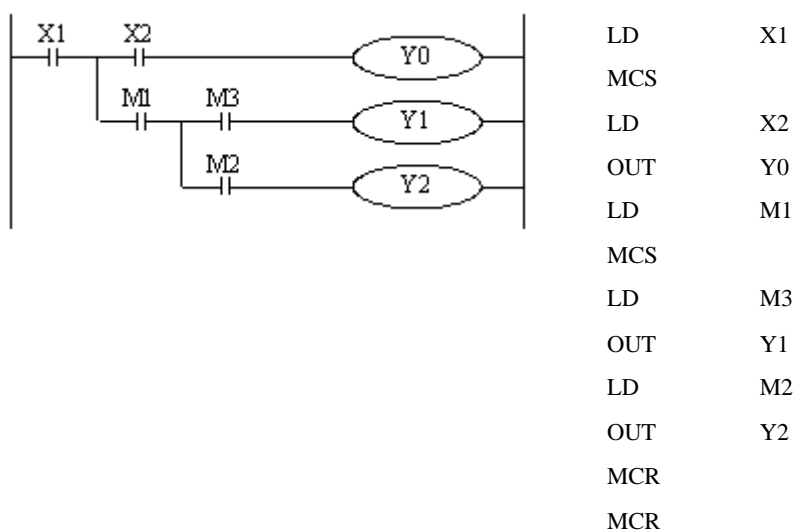 X1 X2 Y0
M1 M3 Y1
M2 Y2
LD X1
MCS
LD X2
OUT Y0
LD M1
MCS
LD M3
OUT Y1
LD M2
OUT Y2
MCR
MCR